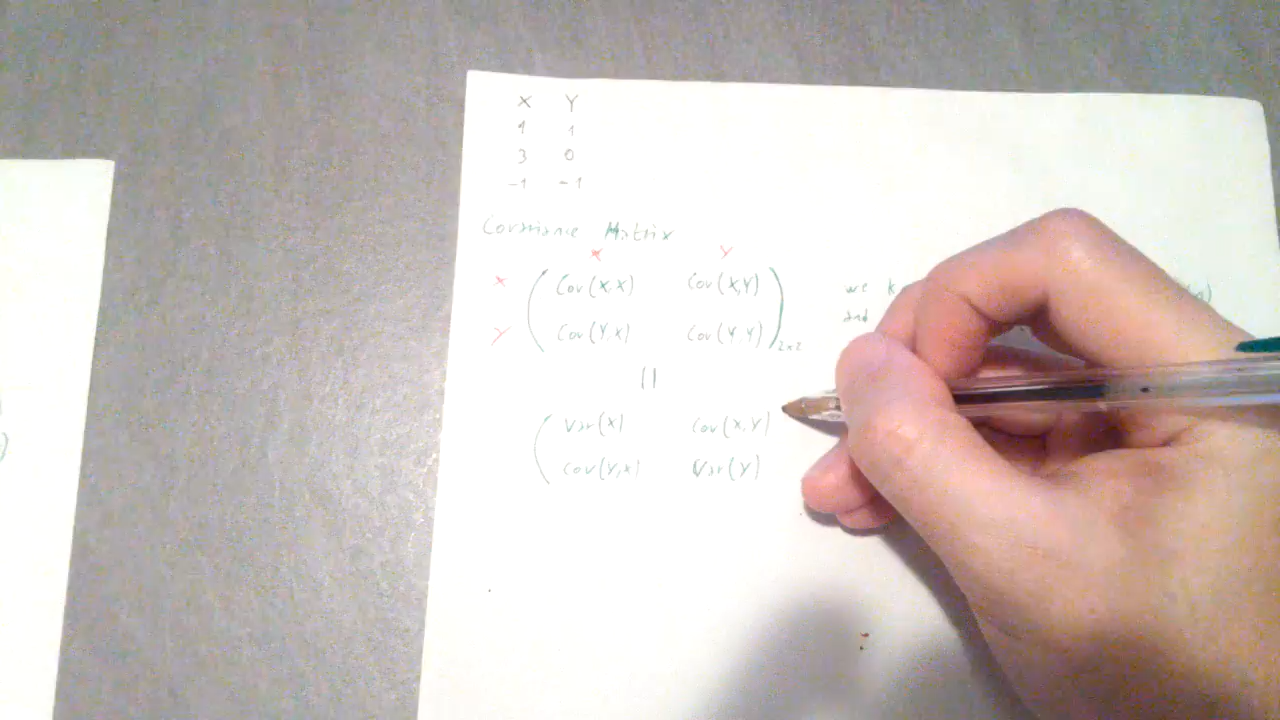 X Y
1 1
3 0
-1 -1
Covariance Matrix
X Y
X ( Cov(X,X) Cov(X,Y) ) we
Y ( Cov(Y,X) Cov(Y,Y) )2x2 and
||
( Var(X) Cov(X,Y)
( Cov(Y,X) Var(Y)